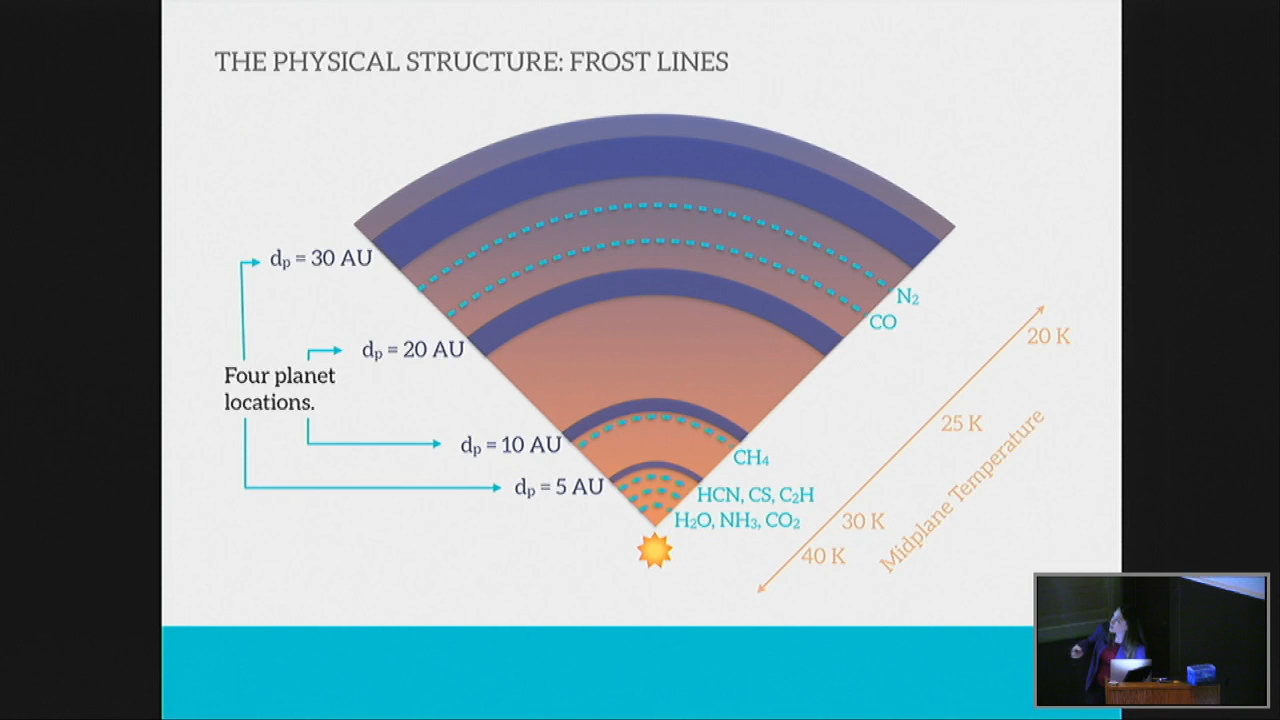 THE PHYSICAL STRUCTURE: FROST LINES
dₚ = 30 AU
N₂
CO
20 K
dₚ = 20 AU
Four planet
locations.
25 K
Midplane Temperature
dₚ = 10 AU
CH₄
dₚ = 5 AU
HCN, CS, C₂H
H₂O, NH₃, CO₂
30 K
40 K